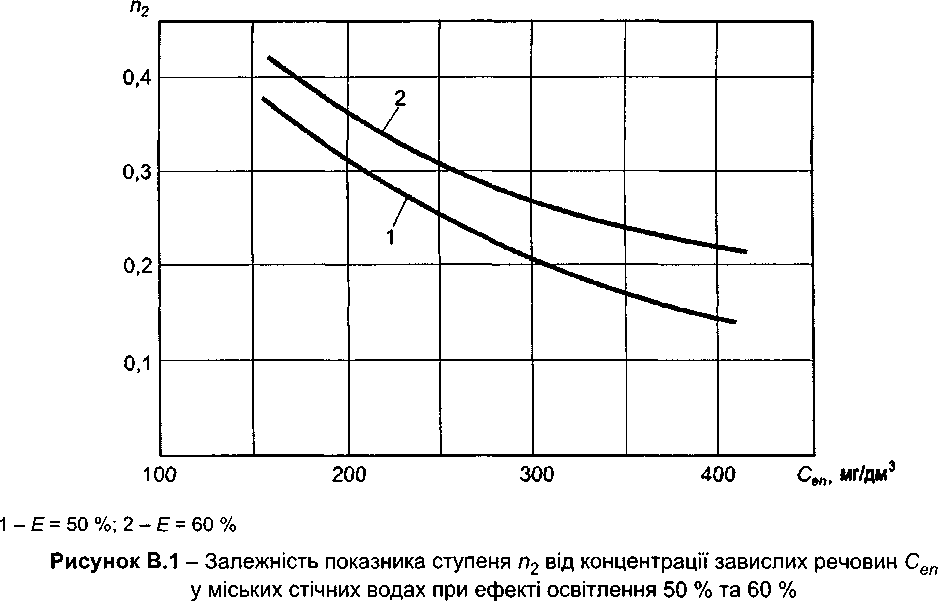 n2
0,4
0,3
0,2
0,1
2
1
100 200 300 400 Cen, мг/дм³
1 – E = 50 %; 2 – E = 60 %
Рисунок В.1 – Залежність показника ступеня n2 від концентрації завислих речовин Cen
у міських стічних водах при ефекті освітлення 50 % та 60 %